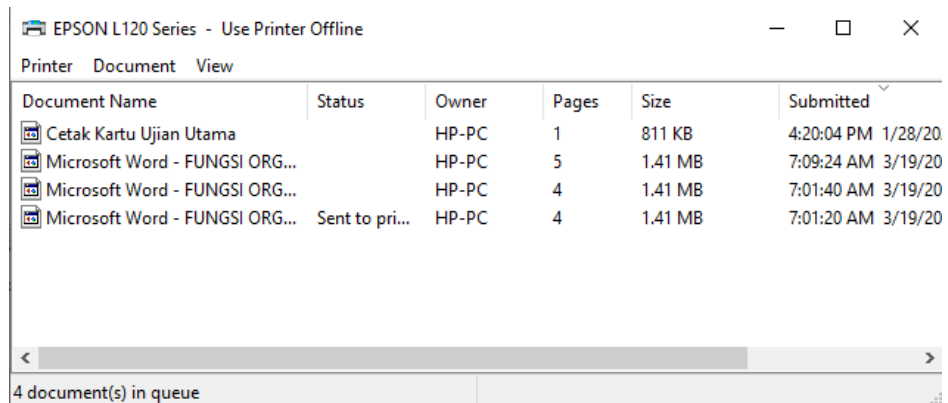 EPSON L120 Series - Use Printer Offline
Printer Document View
Document Name Status Owner Pages Size Submitted
Cetak Kartu Ujian Utama HP-PC 1 811 KB 4:20:04 PM 1/28/20
Microsoft Word - FUNGSI ORG... HP-PC 5 1.41 MB 7:09:24 AM 3/19/20
Microsoft Word - FUNGSI ORG... HP-PC 4 1.41 MB 7:01:40 AM 3/19/20
Microsoft Word - FUNGSI ORG... Sent to pri... HP-PC 4 1.41 MB 7:01:20 AM 3/19/20
4 document(s) in queue